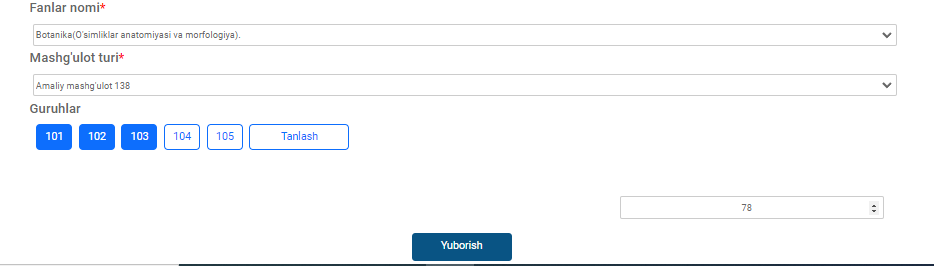 Fanlar nomi*
Botanika(O'simliklar anatomiyasi va morfologiya).
Mashg'ulot turi*
Amaliy mashg'ulot 138
Guruhlar
101 102 103 104 105 Tanlash
78
Yuborish